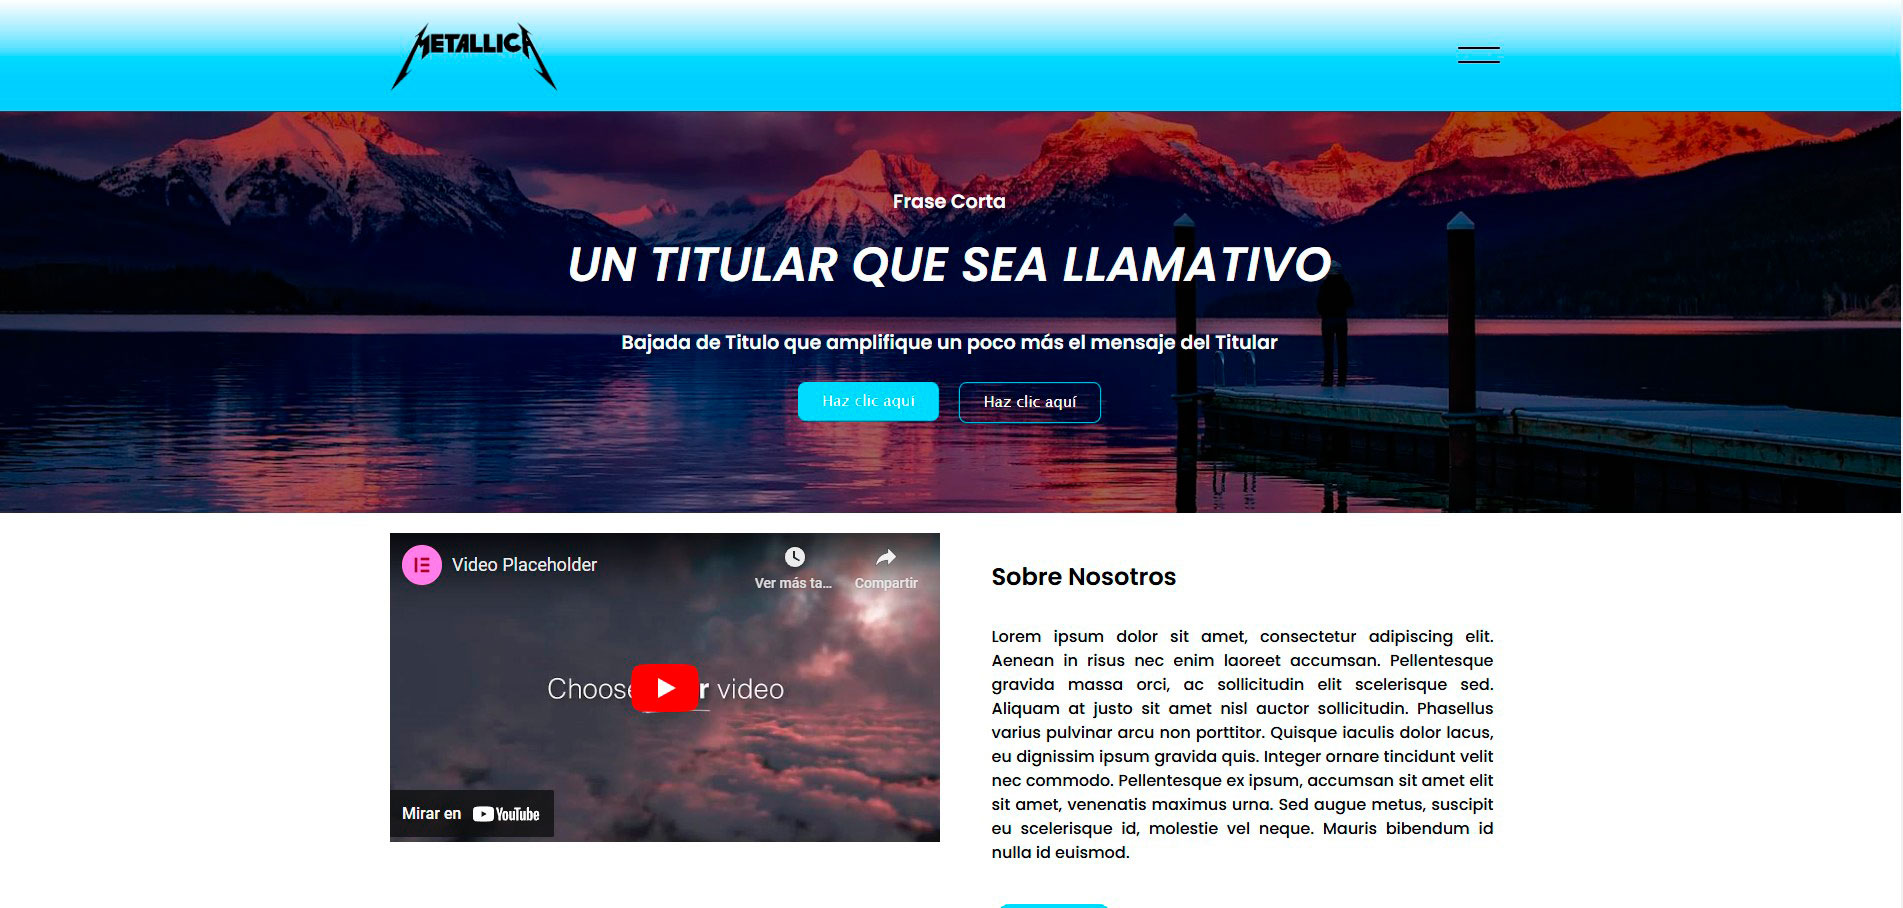 METALLICA
Frase Corta
UN TITULAR QUE SEA LLAMATIVO
Bajada de Titulo que amplifique un poco más el mensaje del Titular
Haz clic aquí
Haz clic aquí
Video Placeholder
Ver más ta...
Compartir
Choose r video
Mirar en YouTube
Sobre Nosotros
Lorem ipsum dolor sit amet, consectetur adipiscing elit.
Aenean in risus nec enim laoreet accumsan. Pellentesque
gravida massa orci, ac sollicitudin elit scelerisque sed.
Aliquam at justo sit amet nisl auctor sollicitudin. Phasellus
varius pulvinar arcu non porttitor. Quisque iaculis dolor lacus,
eu dignissim ipsum gravida quis. Integer ornare tincidunt velit
nec commodo. Pellentesque ex ipsum, accumsan sit amet elit
sit amet, venenatis maximus urna. Sed augue metus, suscipit
eu scelerisque id, molestie vel neque. Mauris bibendum id
nulla id euismod.